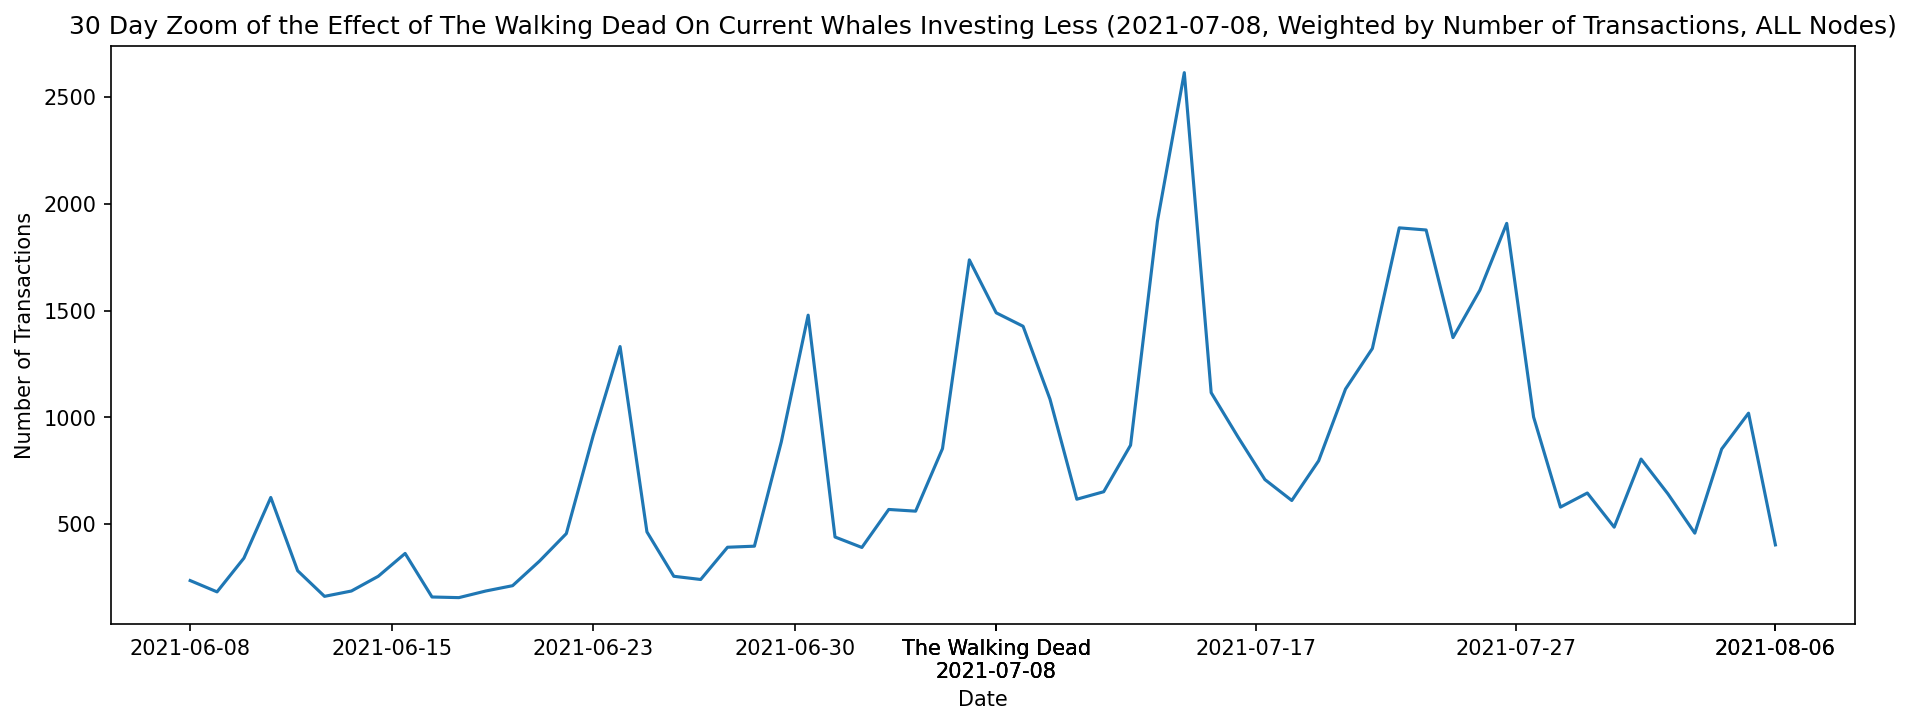 30 Day Zoom of the Effect of The Walking Dead On Current Whales Investing Less (2021-07-08, Weighted by Number of Transactions, ALL Nodes)
Number of Transactions
2500
2000
1500
1000
500
2021-06-08 2021-06-15 2021-06-23 2021-06-30 The Walking Dead 2021-07-17 2021-07-27 2021-08-06
2021-07-08
Date